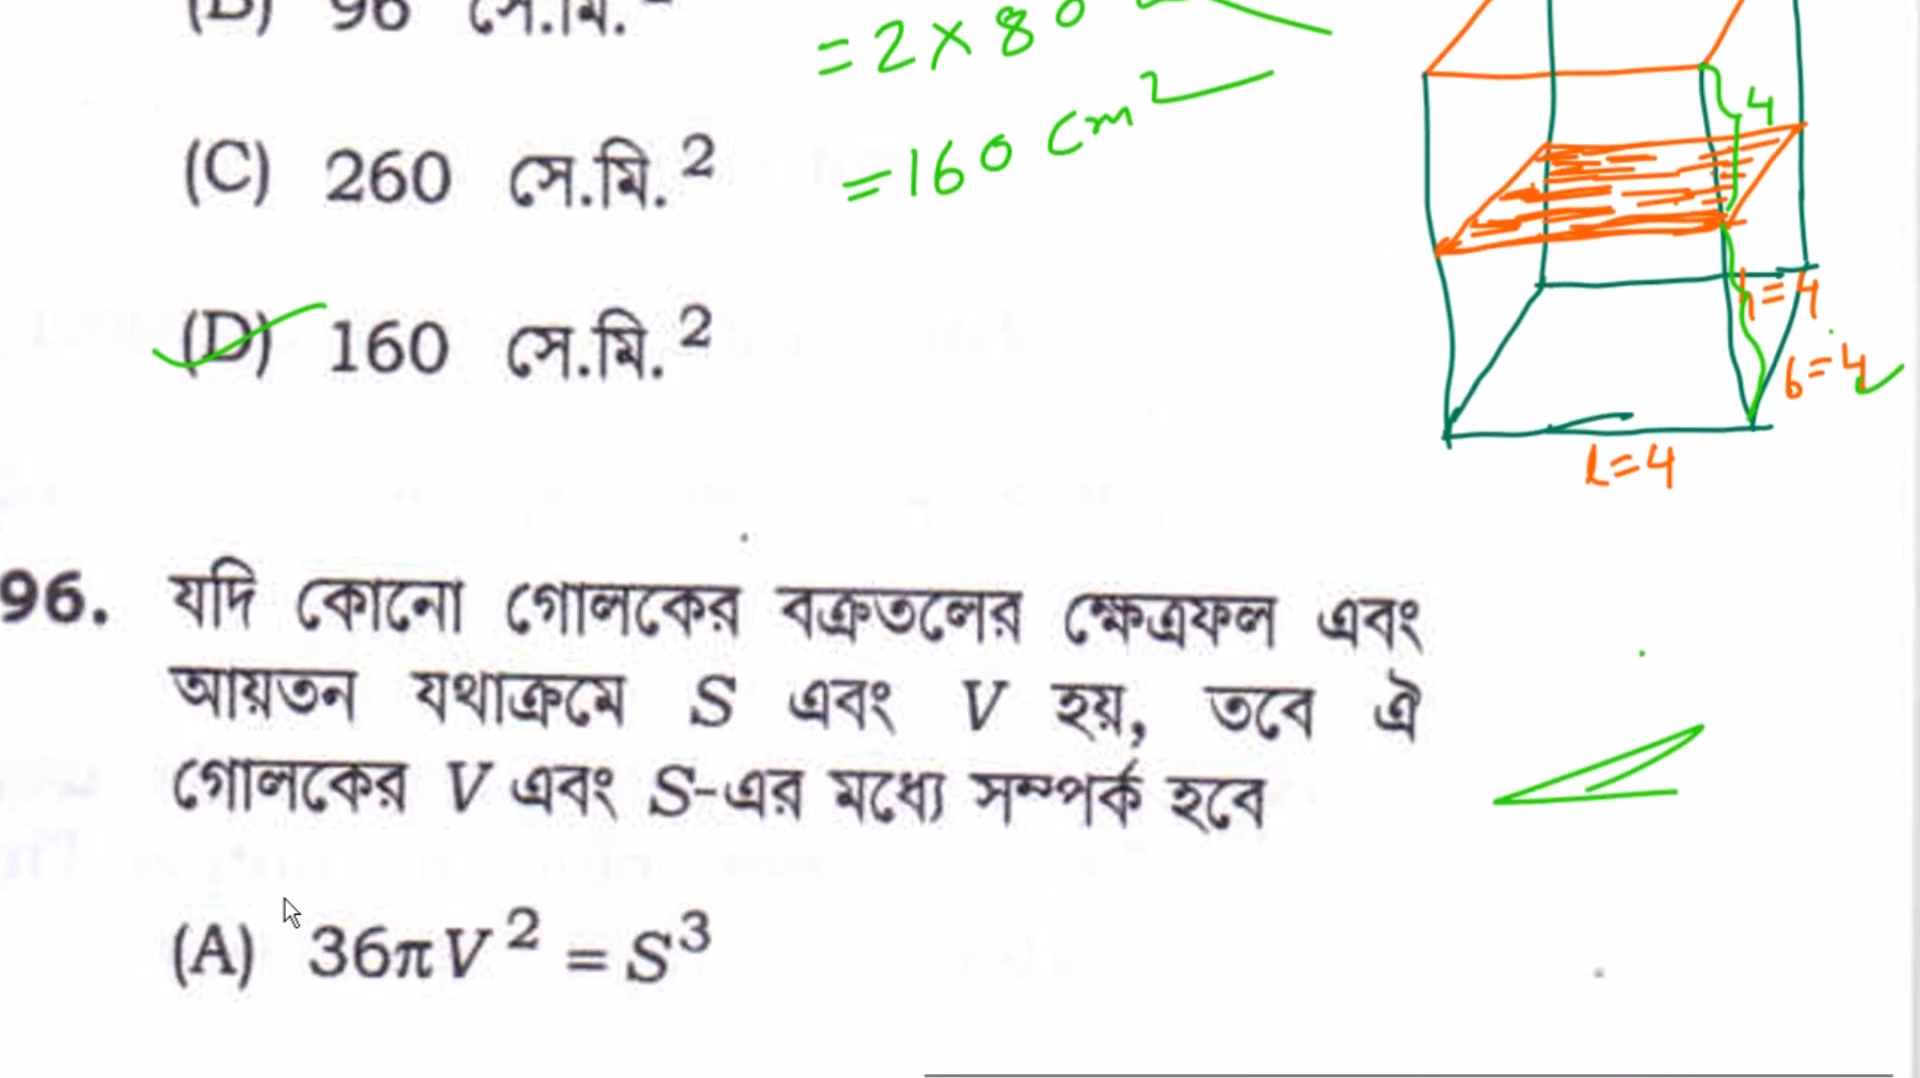 (B) 96 সে.মি.
(C) 260 সে.মি.²
(D) 160 সে.মি.²
=2×80
=160 cm²
4
h=4
b=4
l=4
96. যদি কোনো গোলকের বক্রতলের ক্ষেত্রফল এবং
আয়তন যথাক্রমে S এবং V হয়, তবে ঐ
গোলকের V এবং S-এর মধ্যে সম্পর্ক হবে
(A) 36πV² = S³